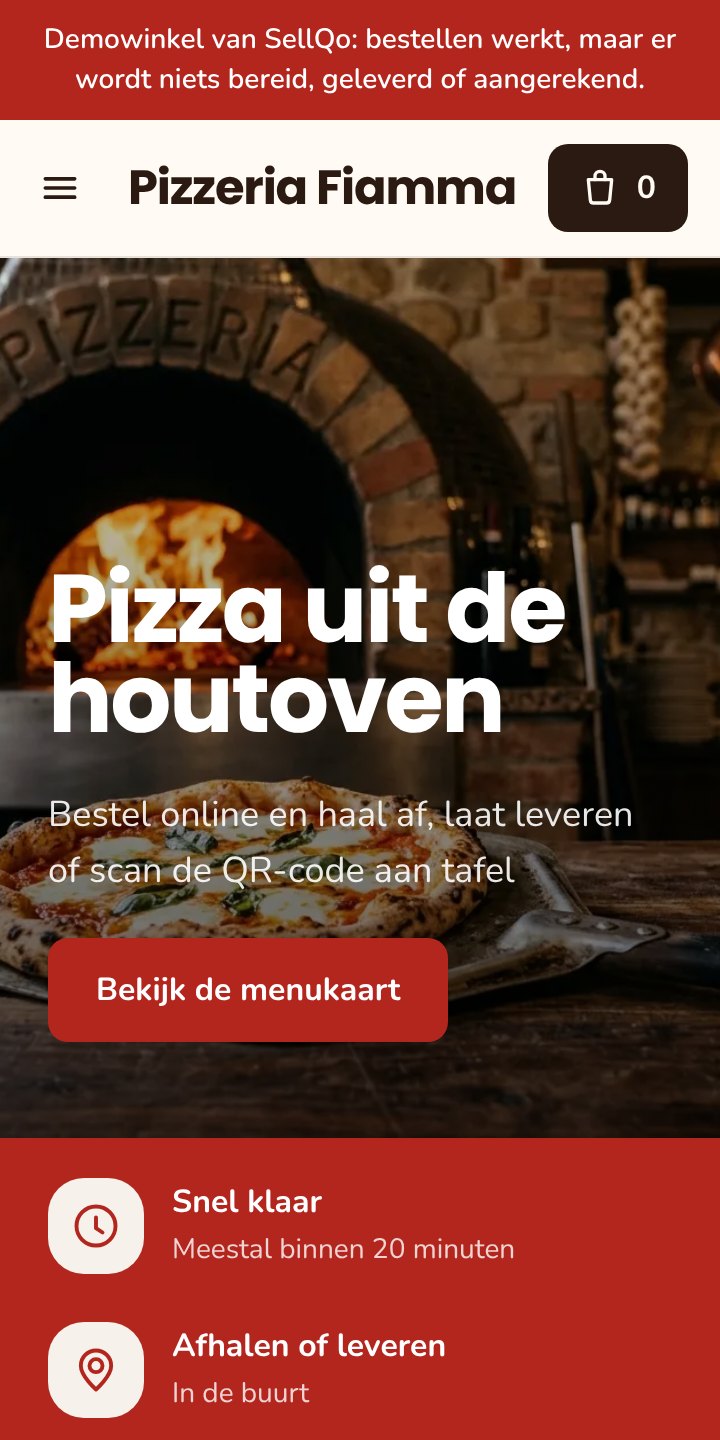 Demowinkel van SellQo: bestellen werkt, maar er
wordt niets bereid, geleverd of aangerekend.
Pizzeria Fiamma
0
PIZZERIA
Pizza uit de
houtoven
Bestel online en haal af, laat leveren
of scan de QR-code aan tafel
Bekijk de menukaart
Snel klaar
Meestal binnen 20 minuten
Afhalen of leveren
In de buurt